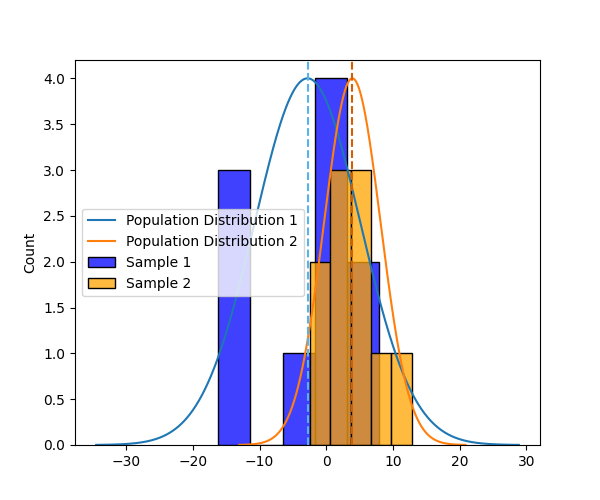 4.0
3.5
3.0
2.5
2.0
1.5
1.0
0.5
0.0
Count
Population Distribution 1
Population Distribution 2
Sample 1
Sample 2
−30 −20 −10 0 10 20 30